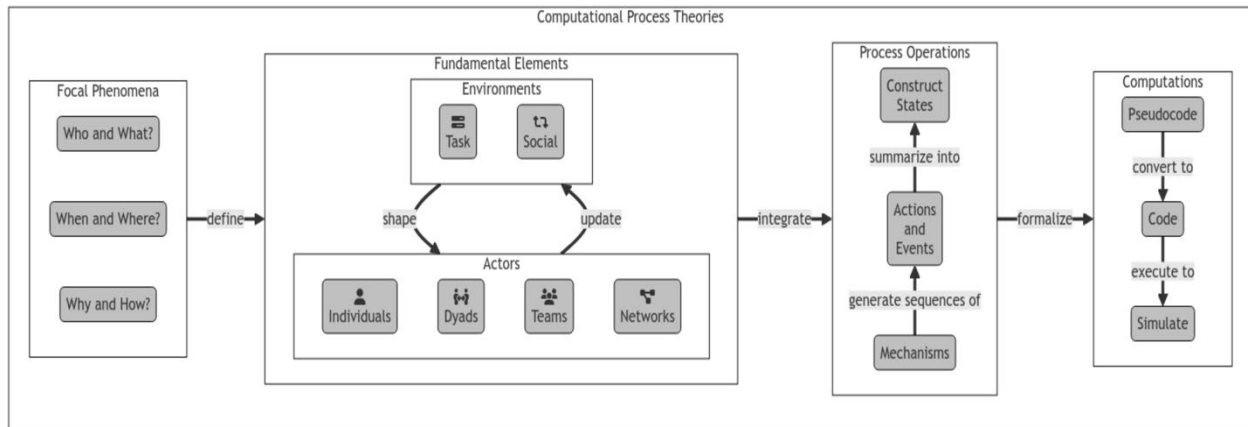 Computational Process Theories
Focal Phenomena
Who and What?
When and Where?
Why and How?
define
Fundamental Elements
Environments
Task
Social
shape
update
Actors
Individuals
Dyads
Teams
Networks
integrate
Process Operations
Construct
States
summarize into
Actions
and
Events
generate sequences of
Mechanisms
formalize
Computations
Pseudocode
convert to
Code
execute to
Simulate